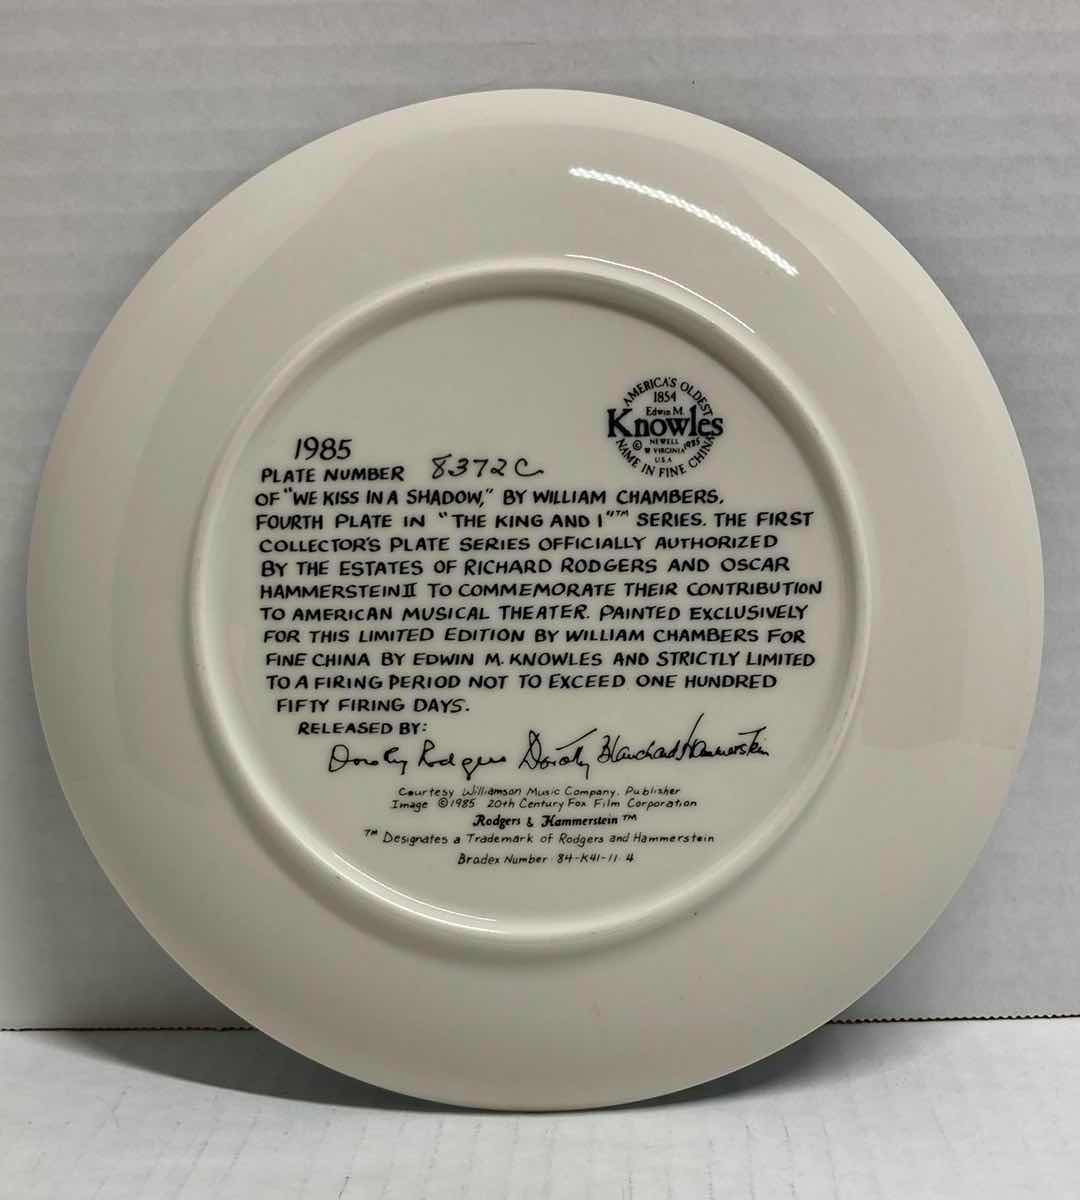 AMERICA'S OLDEST
1854
Edwin M.
Knowles
© NEWELL 1985
W VIRGINIA
U.S.A
NAME IN FINE CHINA
1985
PLATE NUMBER 8372C
OF "WE KISS IN A SHADOW," BY WILLIAM CHAMBERS.
FOURTH PLATE IN "THE KING AND I"™ SERIES. THE FIRST
COLLECTOR'S PLATE SERIES OFFICIALLY AUTHORIZED
BY THE ESTATES OF RICHARD RODGERS AND OSCAR
HAMMERSTEIN II TO COMMEMORATE THEIR CONTRIBUTION
TO AMERICAN MUSICAL THEATER. PAINTED EXCLUSIVELY
FOR THIS LIMITED EDITION BY WILLIAM CHAMBERS FOR
FINE CHINA BY EDWIN M. KNOWLES AND STRICTLY LIMITED
TO A FIRING PERIOD NOT TO EXCEED ONE HUNDRED
FIFTY FIRING DAYS.
RELEASED BY:
Dorothy Rodgers Dorothy Blanchard Hammerstein
Courtesy Williamson Music Company, Publisher
Image ©1985 20th Century Fox Film Corporation
Rodgers & Hammerstein ™
™ Designates a Trademark of Rodgers and Hammerstein
Bradex Number 84-K41-11.4